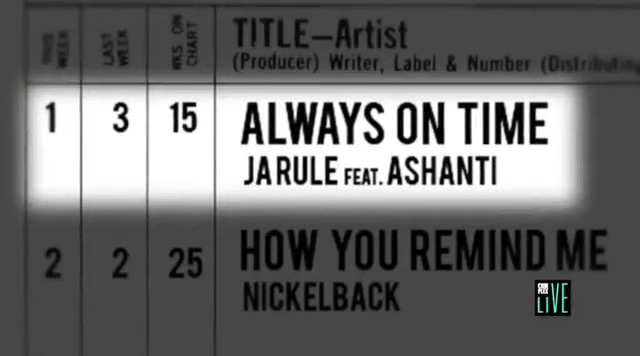 THIS WEEK
LAST WEEK
WKS. ON CHART
TITLE—Artist
(Producer) Writer, Label & Number (Distributing
1 3 15 ALWAYS ON TIME
JA RULE FEAT. ASHANTI
2 2 25 HOW YOU REMIND ME
NICKELBACK
COMPLEX
LiVE